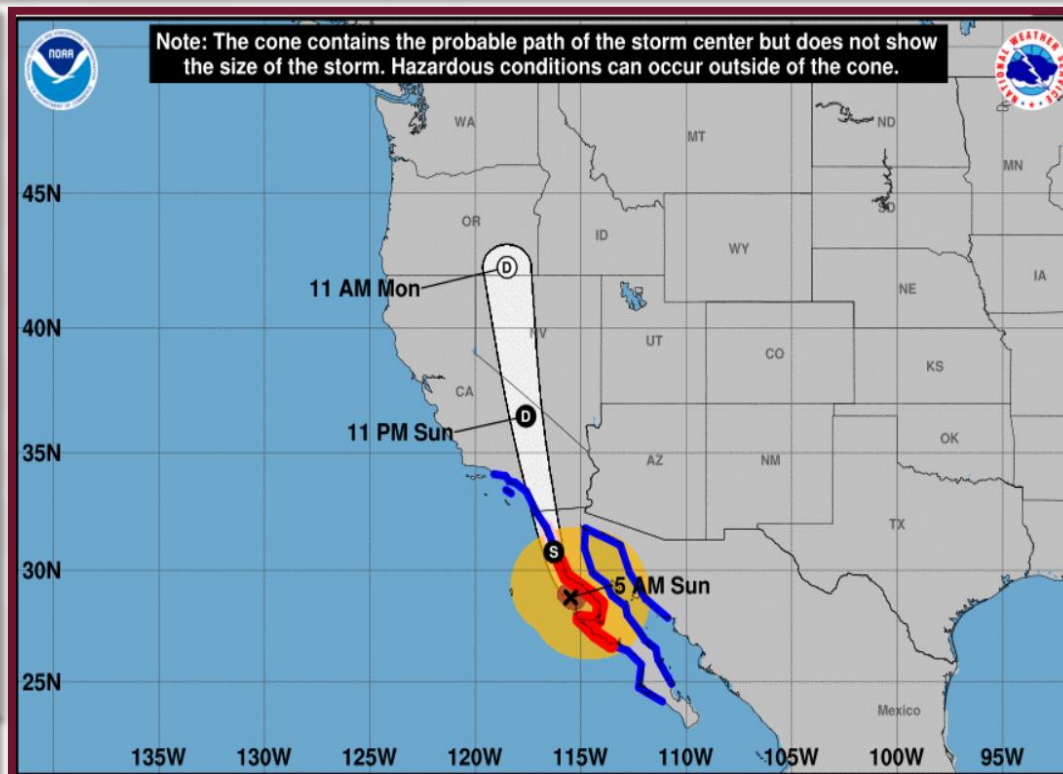 Note: The cone contains the probable path of the storm center but does not show
the size of the storm. Hazardous conditions can occur outside of the cone.
NOAA
NATIONAL WEATHER SERVICE
WA
MT
ND
MN
45N
OR
ID
SD
WY
D
11 AM Mon
IA
NE
40N
NV
UT
CO
KS
CA
D
11 PM Sun
OK
35N
AZ
NM
TX
S
30N
5 AM Sun
25N
Mexico
135W
130W
125W
120W
115W
110W
105W
100W
95W